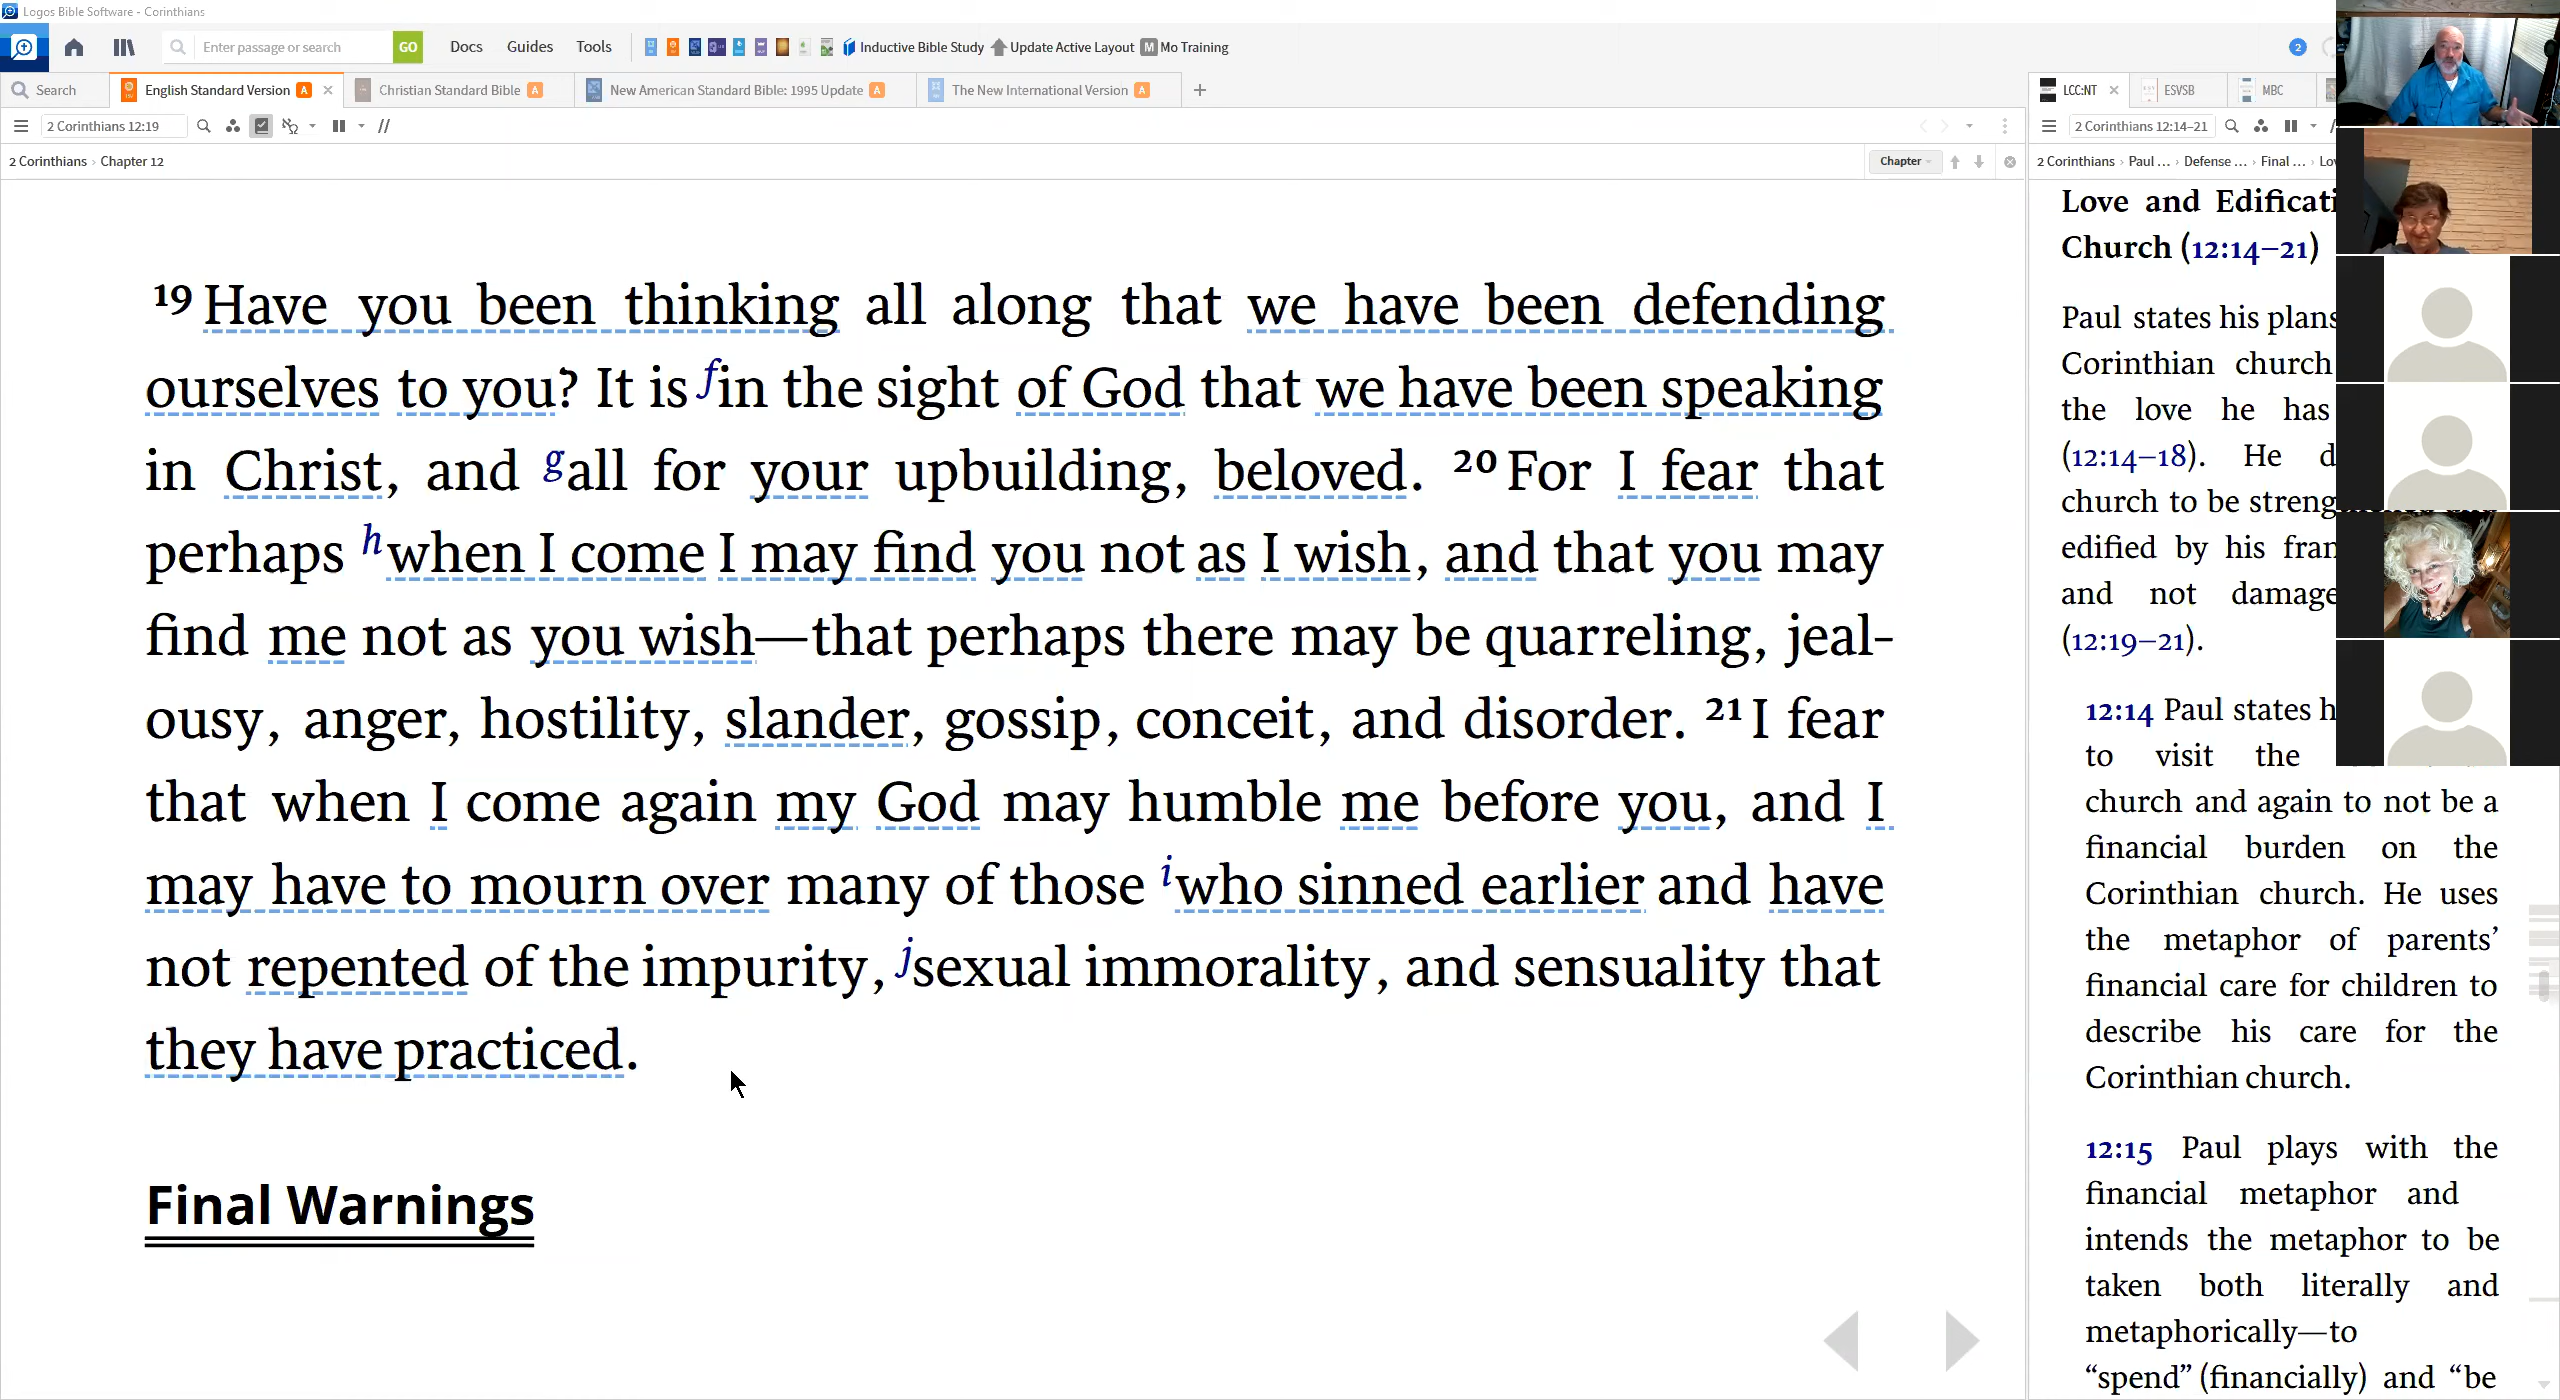 Logos Bible Software - Corinthians
Enter passage or search GO Docs Guides Tools Inductive Bible Study Update Active Layout M Mo Training 2
Search English Standard Version A Christian Standard Bible A New American Standard Bible: 1995 Update A The New International Version A
2 Corinthians 12:19
2 Corinthians › Chapter 12 Chapter
19 Have you been thinking all along that we have been defending
ourselves to you? It is f in the sight of God that we have been speaking
in Christ, and g all for your upbuilding, beloved. 20 For I fear that
perhaps h when I come I may find you not as I wish, and that you may
find me not as you wish—that perhaps there may be quarreling, jeal-
ousy, anger, hostility, slander, gossip, conceit, and disorder. 21 I fear
that when I come again my God may humble me before you, and I
may have to mourn over many of those i who sinned earlier and have
not repented of the impurity, j sexual immorality, and sensuality that
they have practiced.
Final Warnings
LCC:NT ESVSB MBC
2 Corinthians 12:14–21
2 Corinthians › Paul ... › Defense ... › Final ... ›
Love and
Church (12:14–21)
Paul states his plans
Corinthian church
the love he has
(12:14–18). He
church to be
edified by his
and not
(12:19–21).
12:14 Paul states
to visit the
church and again to not be a
financial burden on the
Corinthian church. He uses
the metaphor of parents’
financial care for children to
describe his care for the
Corinthian church.
12:15 Paul plays with the
financial metaphor and
intends the metaphor to be
taken both literally and
metaphorically—to
“spend” (financially) and “be